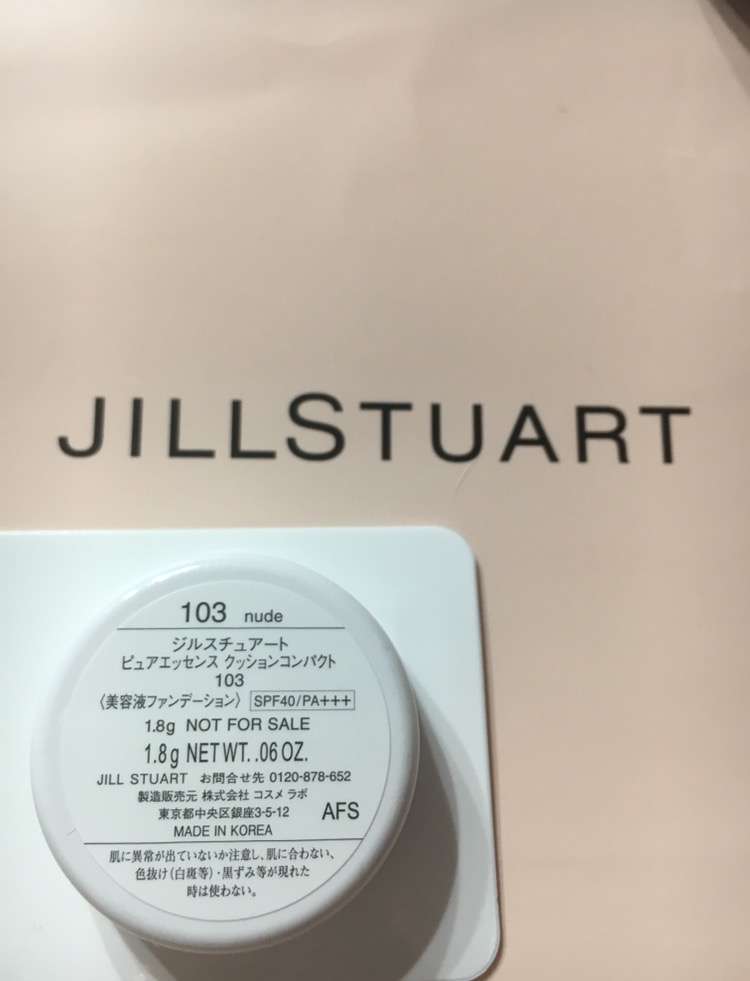 JILLSTUART
103 nude
ジルスチュアート
ピュアエッセンス クッションコンパクト
103
〈美容液ファンデーション〉 SPF40/PA+++
1.8g NOT FOR SALE
1.8g NET WT. .06 OZ.
JILL STUART お問合せ先 0120-878-652
製造販売元 株式会社 コスメ ラボ
東京都中央区銀座3-5-12 AFS
MADE IN KOREA
肌に異常が出ていないか注意し、肌に合わない、
色抜け(白斑等)・黒ずみ等が現れた
時は使わない。